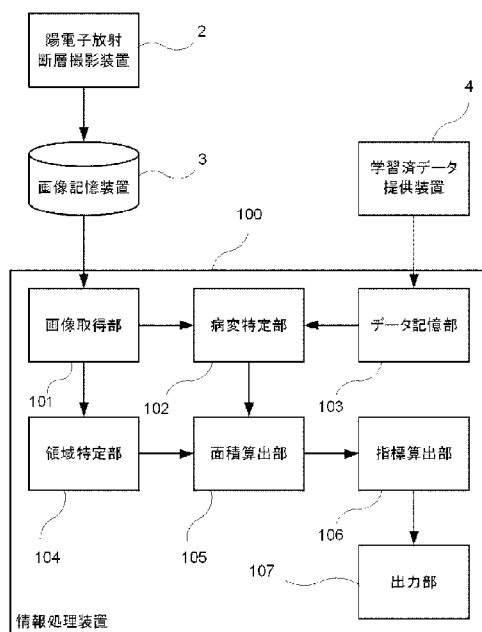 陽電子放射
断層撮影装置
2
画像記憶装置
3
学習済データ
提供装置
4
100
画像取得部
101
病変特定部
102
データ記憶部
103
領域特定部
104
面積算出部
105
指標算出部
106
出力部
107
情報処理装置